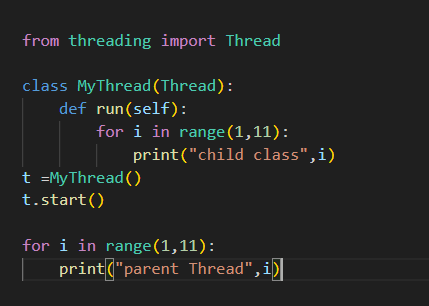 from threading import Thread
class MyThread(Thread):
    def run(self):
        for i in range(1,11):
            print("child class",i)
t =MyThread()
t.start()
for i in range(1,11):
    print("parent Thread",i)